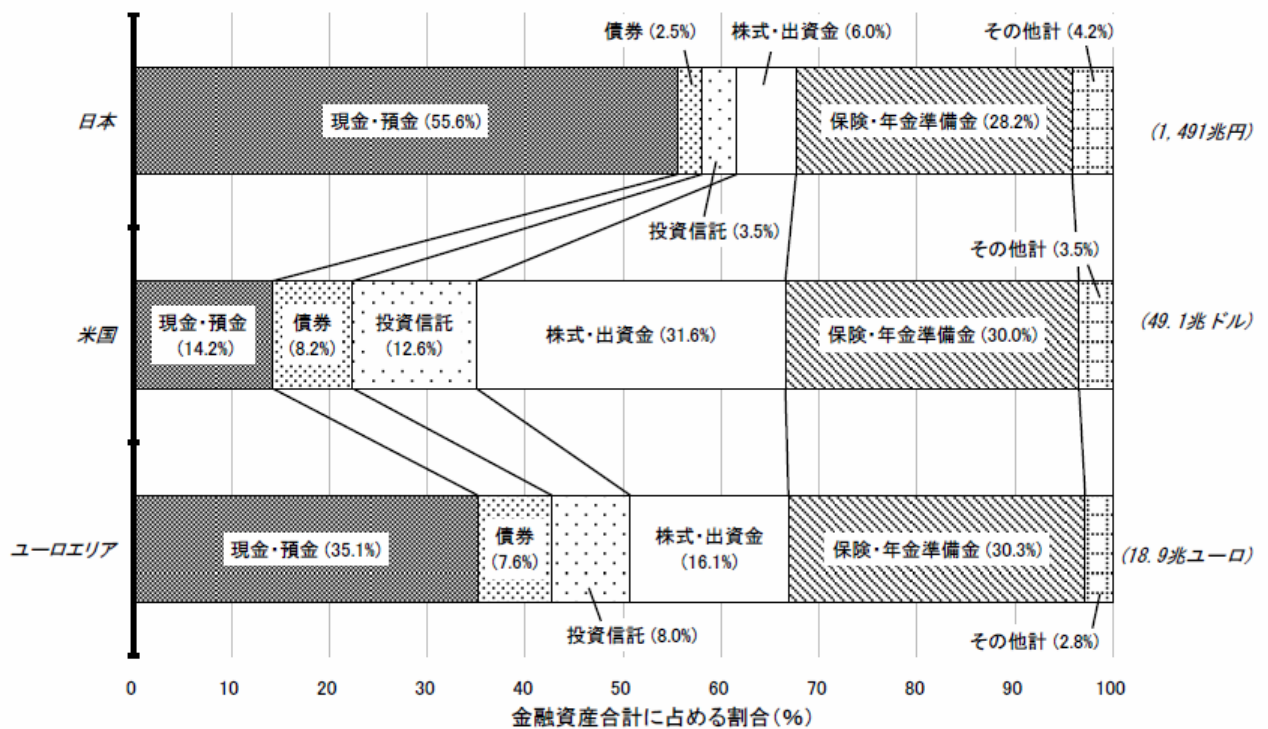 債券 (2.5%)
株式・出資金 (6.0%)
その他計 (4.2%)
日本
現金・預金 (55.6%)
保険・年金準備金 (28.2%)
(1,491兆円)
投資信託 (3.5%)
その他計 (3.5%)
米国
現金・預金
(14.2%)
債券
(8.2%)
投資信託
(12.6%)
株式・出資金 (31.6%)
保険・年金準備金 (30.0%)
(49.1兆ドル)
ユーロエリア
現金・預金 (35.1%)
債券
(7.6%)
株式・出資金
(16.1%)
保険・年金準備金 (30.3%)
(18.9兆ユーロ)
投資信託 (8.0%)
その他計 (2.8%)
0 10 20 30 40 50 60 70 80 90 100
金融資産合計に占める割合(%)